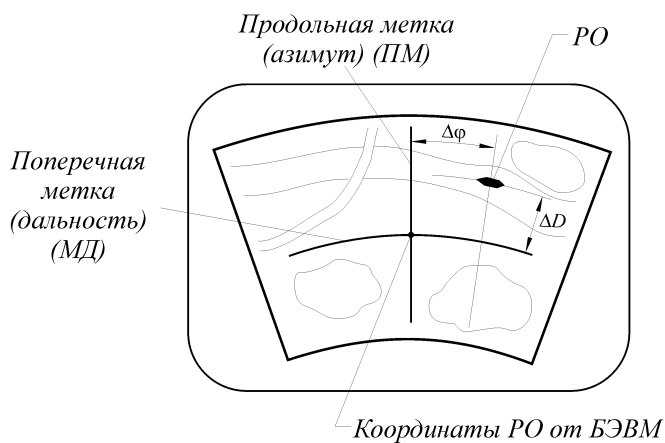 Продольная метка
(азимут) (ПМ)
РО
Δφ
Поперечная
метка
(дальность)
(МД)
ΔD
Координаты РО от БЭВМ